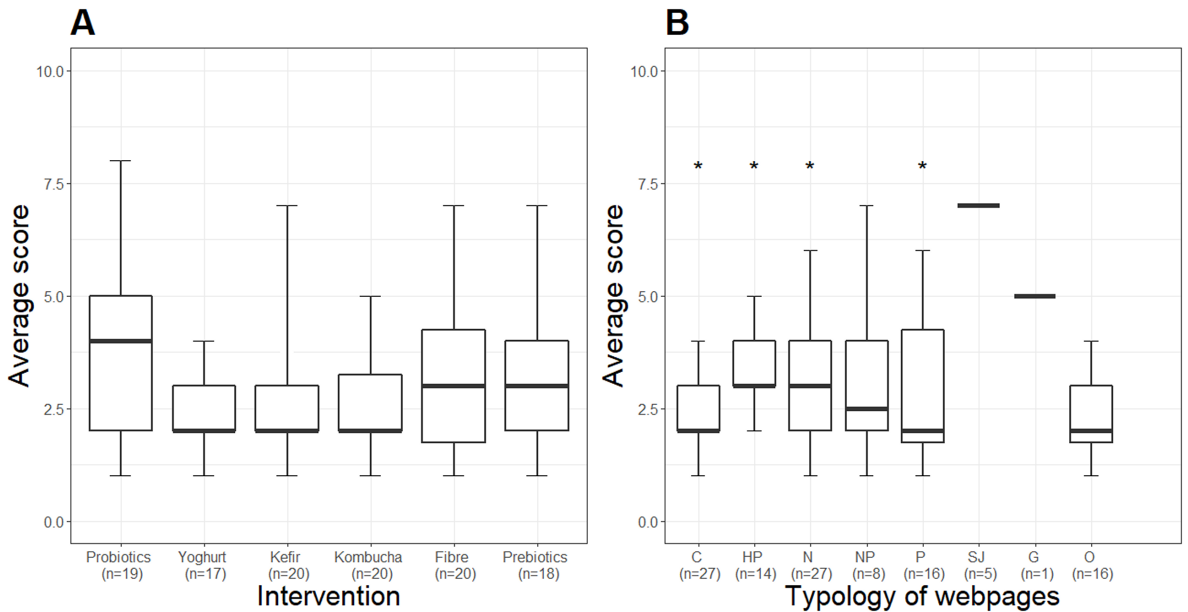 A
Average score
10.0
7.5
5.0
2.5
0.0
Probiotics Yoghurt Kefir Kombucha Fibre Prebiotics
(n=19) (n=17) (n=20) (n=20) (n=20) (n=18)
Intervention
B
Average score
10.0
7.5
5.0
2.5
0.0
* * * *
C HP N NP P SJ G O
(n=27) (n=14) (n=27) (n=8) (n=16) (n=5) (n=1) (n=16)
Typology of webpages